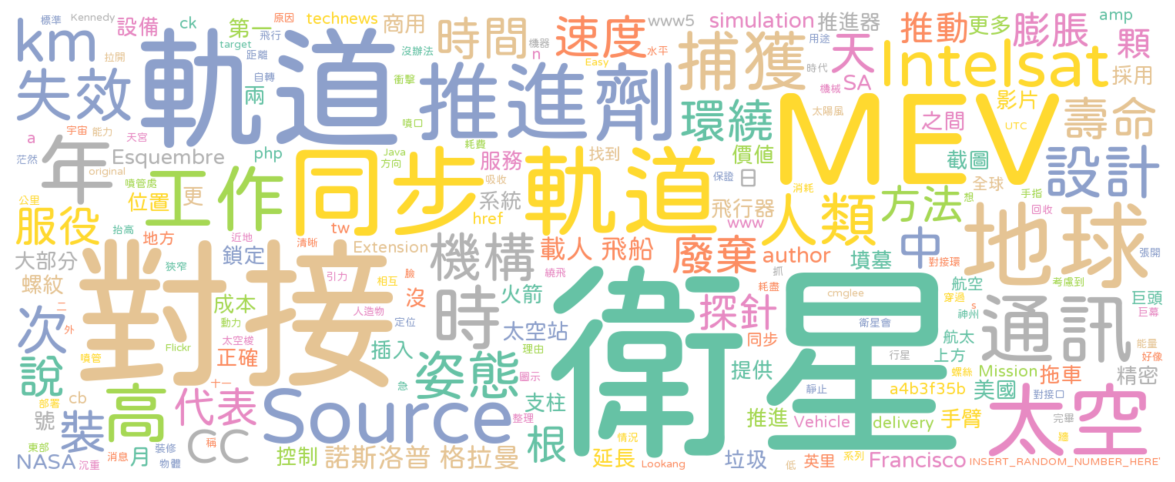 km
設備
ck
第一
technews
原因
商用
時間
速度
www5
simulation
推進器
推動
更多
膨脹
amp
顆
標準
Kennedy
飛行
target
拉開
距離
沒辦法
機器
n
水平
Easy
捕獲
天
SA
Intelsat
採用
失效
軌道
兩
自轉
推進劑
衝擊
時代
用途
機械
影片
UTC
太陽風
環繞
MEV
之間
壽命
a
宇宙
能力
天宮
噴口
Java
方向
耗費
年
Esquembre
php
同步
軌道
服務
找到
價值
日
保證
截圖
設計
茫然
original
噴管處
工作
吸收
系統
href
飛行器
消耗
人類
方法
全球
想
手指
回收
公里
位置
更
服役
抬高
地方
近地
tw
清晰
Extension
www
中
地球
張開
對接環
大部分
狹窄
鎖定
引力
相互
機構
載人
飛船
廢棄
author
墳墓
螺紋
對接
繞飛
臉
抓
耗盡
cmglee
航空
穿過
考慮到
s
神州
巨頭
巨幕
二
外
成本
動力
人造物
定位
時
沒
火箭
太空站
探針
同步
衛星會
航太
通訊
能量
次
噴管
Flickr
太空梭
正確
插入
理由
衛星
行星
上方
螺絲
好像
說
十一
急
姿態
圖示
提供
靜止
Mission
拖車
精密
a4b3f35b
美國
對接口
部署
cb
高
代表
Source
支柱
推進
Vehicle
delivery
手臂
太空
完畢
號
裝
裝修
稱
整理
根
情況
系列
東部
消息
月
CC
控制
諾斯洛普
格拉曼
延長
垃圾
低
英里
Francisco
NASA
沉重
物體
Lookang
INSERT_RANDOM_NUMBER_HERE